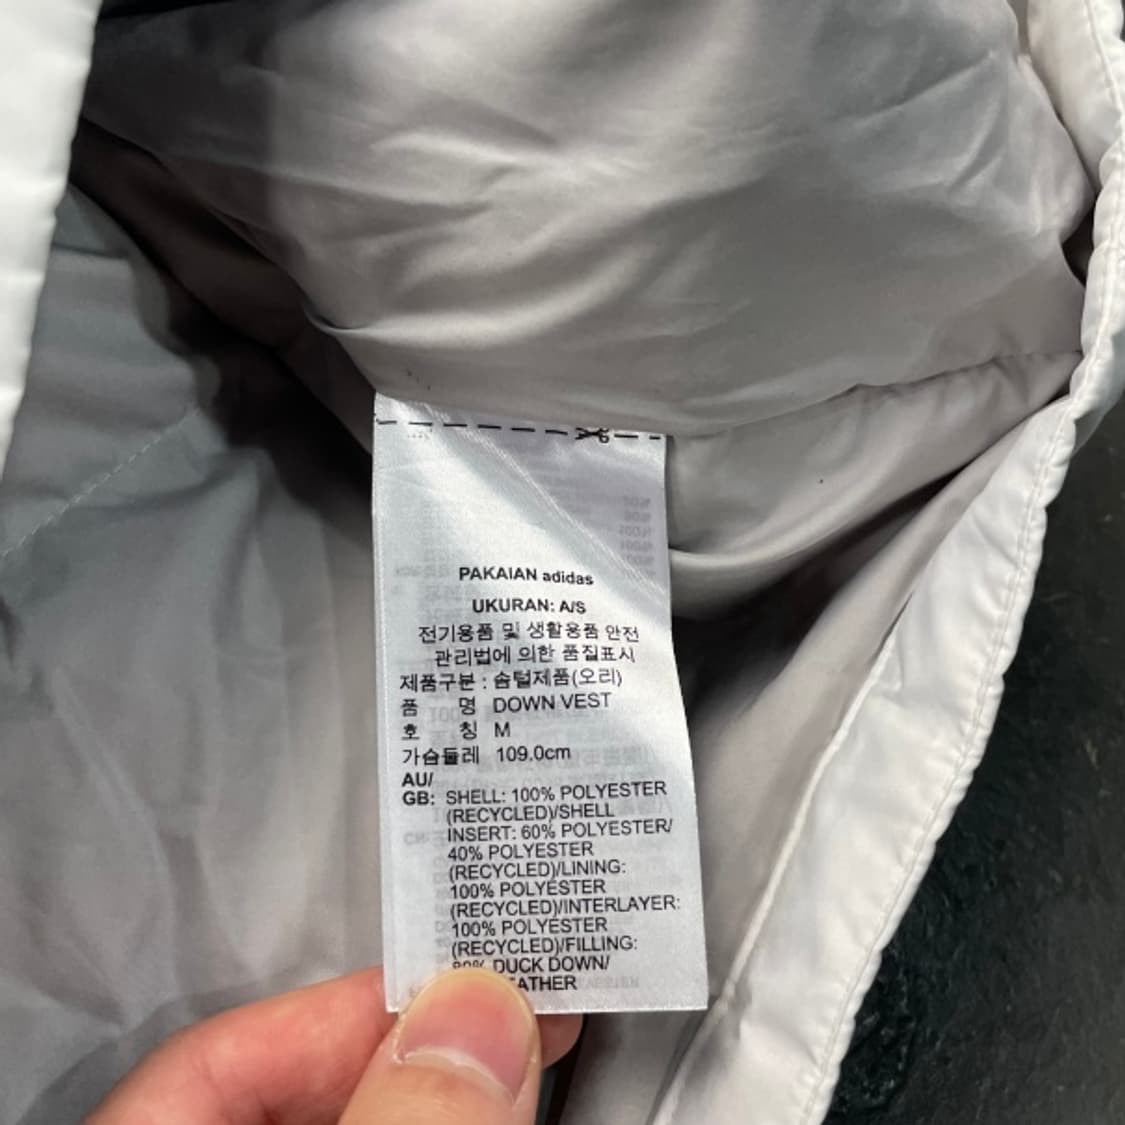 PAKAIAN adidas
UKURAN: A/S
전기용품 및 생활용품 안전
관리법에 의한 품질표시
제품구분 : 솜털제품(오리)
품 명 DOWN VEST
호 칭 M
가슴둘레 109.0cm
AU/
GB: SHELL: 100% POLYESTER
(RECYCLED)/SHELL
INSERT: 60% POLYESTER/
40% POLYESTER
(RECYCLED)/LINING:
100% POLYESTER
(RECYCLED)/INTERLAYER:
100% POLYESTER
(RECYCLED)/FILLING:
80% DUCK DOWN/